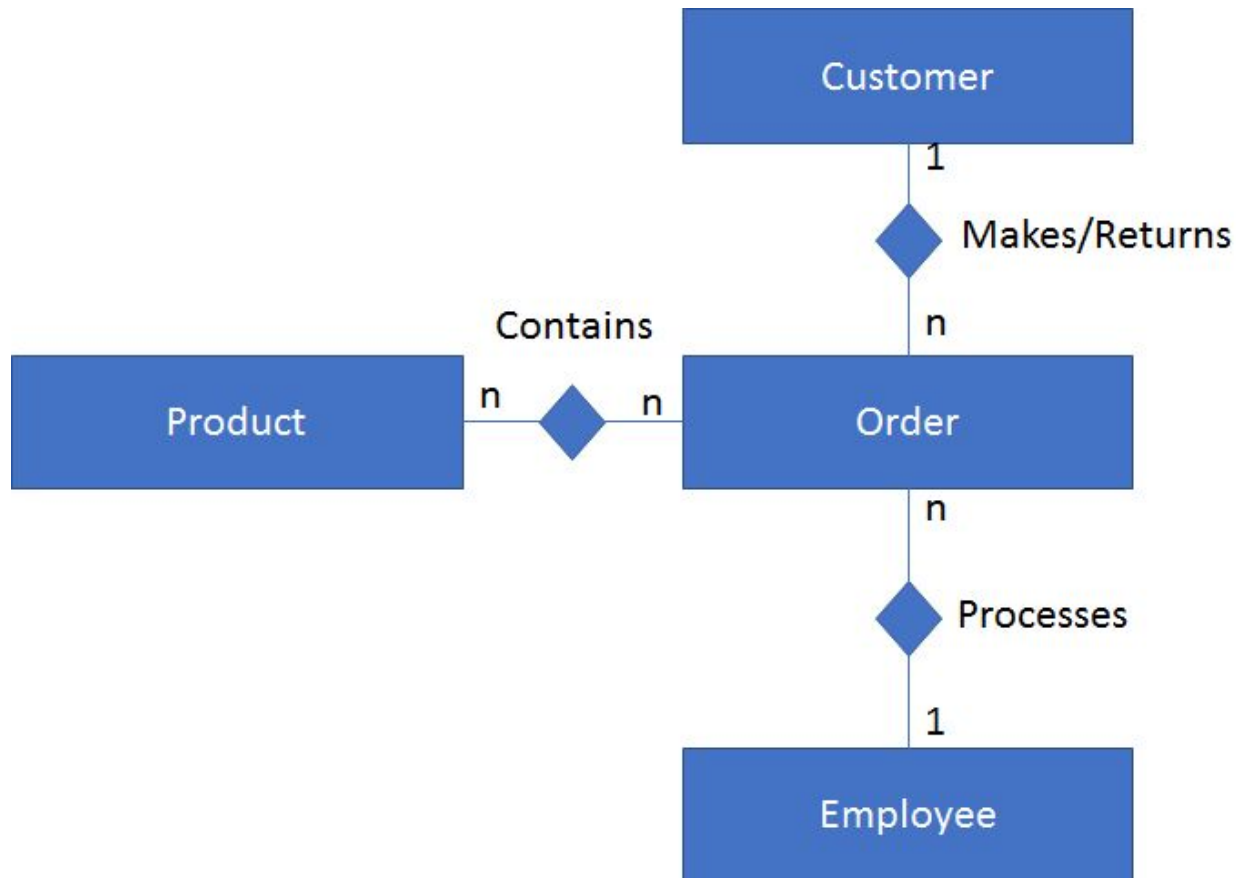 Customer
1
Makes/Returns
n
Contains
Product
n
n
Order
n
Processes
1
Employee